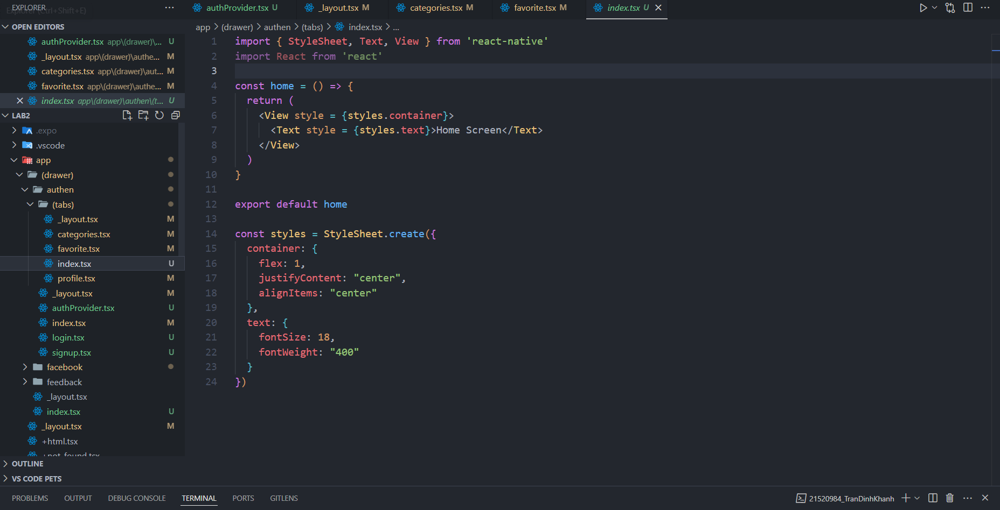 EXPLORER
Explorer (Ctrl+Shift+E)
authProvider.tsx U
_layout.tsx M
categories.tsx M
favorite.tsx M
index.tsx U
OPEN EDITORS
authProvider.tsx app\(drawer)\... U
_layout.tsx app\(drawer)\authe... M
categories.tsx app\(drawer)\aut... M
favorite.tsx app\(drawer)\authe... M
index.tsx app\(drawer)\authen\(t... U
LAB2
.expo
.vscode
app
(drawer)
authen
(tabs)
_layout.tsx M
categories.tsx M
favorite.tsx M
index.tsx U
profile.tsx M
_layout.tsx M
authProvider.tsx U
index.tsx M
login.tsx U
signup.tsx U
facebook
feedback
_layout.tsx
index.tsx U
_layout.tsx M
+html.tsx
+not-found.tsx
OUTLINE
VS CODE PETS
app > (drawer) > authen > (tabs) > index.tsx > ...
1 import { StyleSheet, Text, View } from 'react-native'
2 import React from 'react'
3
4 const home = () => {
5 return (
6 <View style = {styles.container}>
7 <Text style = {styles.text}>Home Screen</Text>
8 </View>
9 )
10 }
11
12 export default home
13
14 const styles = StyleSheet.create({
15 container: {
16 flex: 1,
17 justifyContent: "center",
18 alignItems: "center"
19 },
20 text: {
21 fontSize: 18,
22 fontWeight: "400"
23 }
24 })
PROBLEMS OUTPUT DEBUG CONSOLE TERMINAL PORTS GITLENS
21520984_TranDinhKhanh